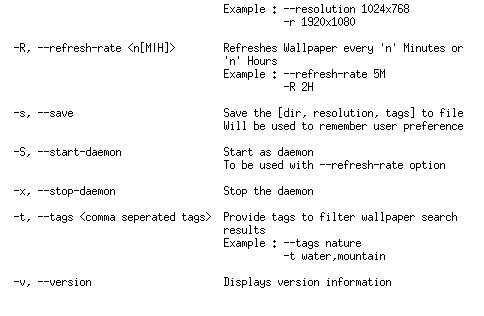 Example : --resolution 1024x768
-r 1920x1080
-R, --refresh-rate <n[M|H]> Refreshes Wallpaper every 'n' Minutes or
'n' Hours
Example : --refresh-rate 5M
-R 2H
-s, --save Save the [dir, resolution, tags] to file
Will be used to remember user preference
-S, --start-daemon Start as daemon
To be used with --refresh-rate option
-x, --stop-daemon Stop the daemon
-t, --tags <comma seperated tags> Provide tags to filter wallpaper search
results
Example : --tags nature
-t water,mountain
-v, --version Displays version information